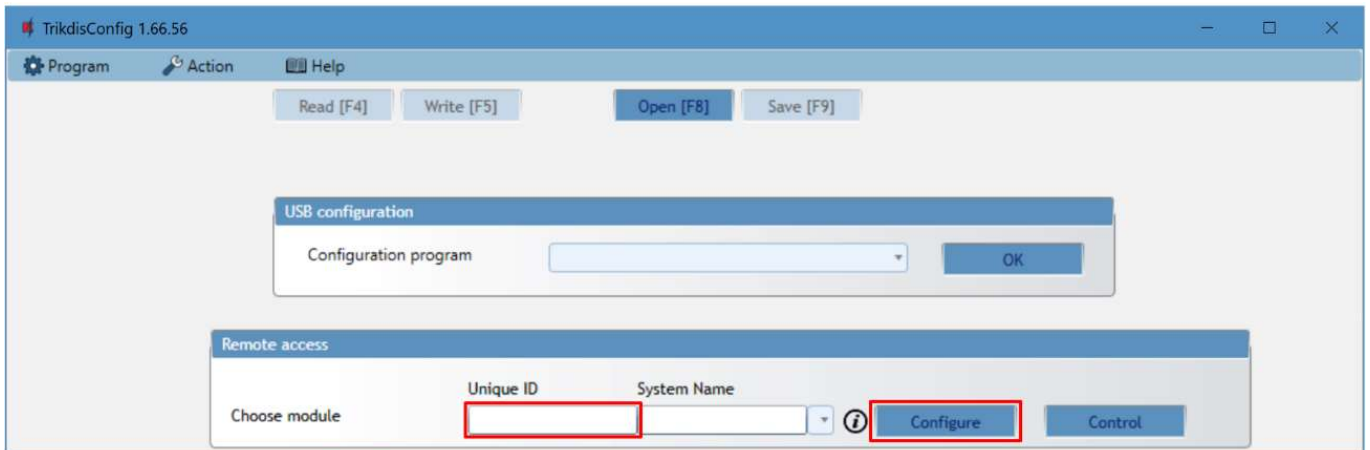 TrikdisConfig 1.66.56
Program Action Help
Read [F4] Write [F5] Open [F8] Save [F9]
USB configuration
Configuration program OK
Remote access
Unique ID System Name
Choose module i Configure Control